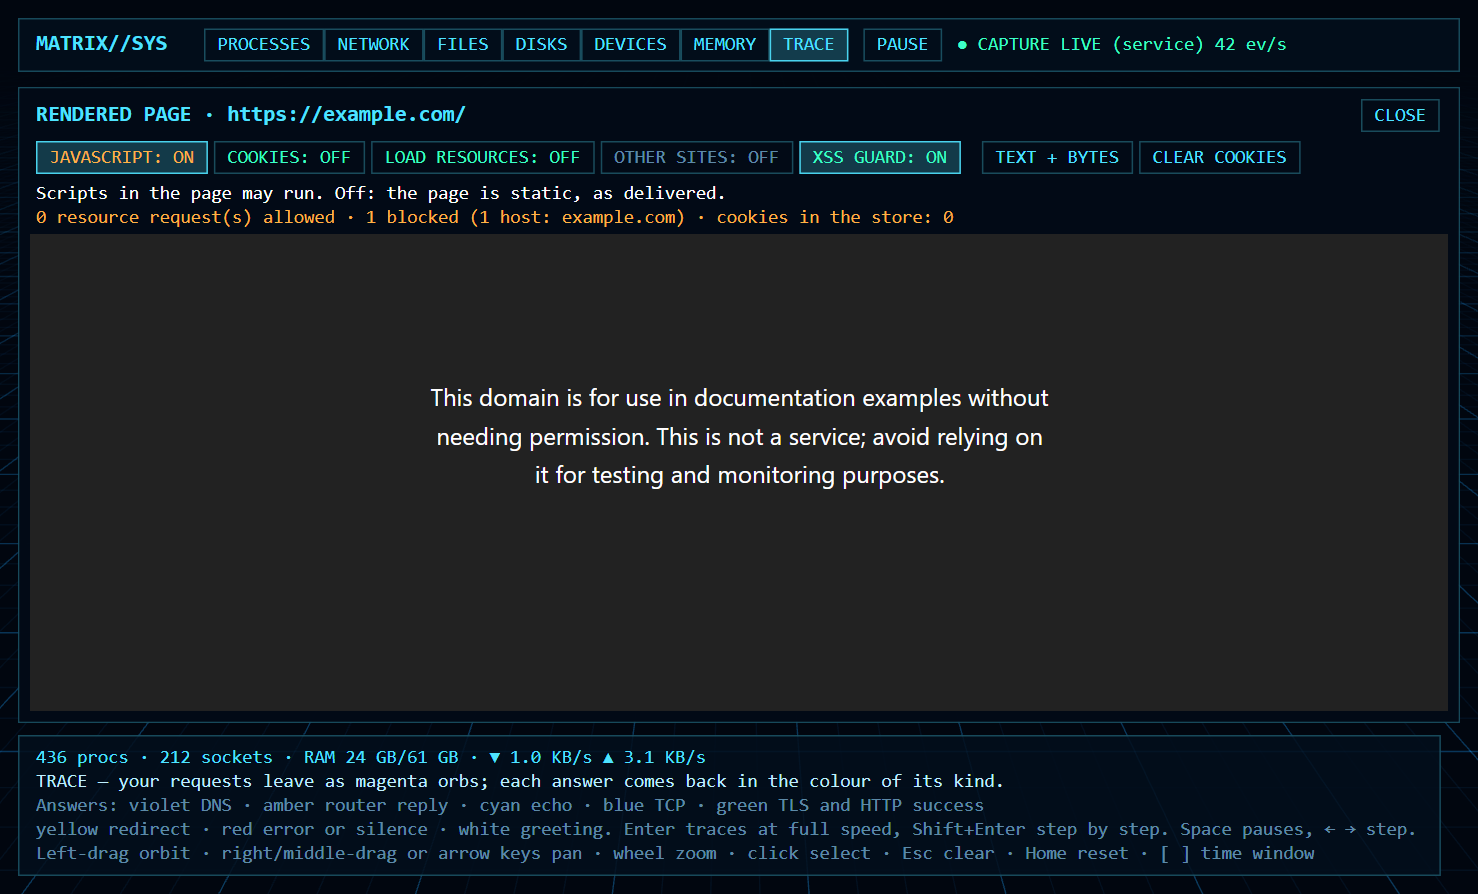 MATRIX//SYS PROCESSES NETWORK FILES DISKS DEVICES MEMORY TRACE PAUSE ● CAPTURE LIVE (service) 42 ev/s
RENDERED PAGE · https://example.com/ CLOSE
JAVASCRIPT: ON COOKIES: OFF LOAD RESOURCES: OFF OTHER SITES: OFF XSS GUARD: ON TEXT + BYTES CLEAR COOKIES
Scripts in the page may run. Off: the page is static, as delivered.
0 resource request(s) allowed · 1 blocked (1 host: example.com) · cookies in the store: 0
This domain is for use in documentation examples without
needing permission. This is not a service; avoid relying on
it for testing and monitoring purposes.
436 procs · 212 sockets · RAM 24 GB/61 GB · ▼ 1.0 KB/s ▲ 3.1 KB/s
TRACE — your requests leave as magenta orbs; each answer comes back in the colour of its kind.
Answers: violet DNS · amber router reply · cyan echo · blue TCP · green TLS and HTTP success
yellow redirect · red error or silence · white greeting. Enter traces at full speed, Shift+Enter step by step. Space pauses, ← → step.
Left-drag orbit · right/middle-drag or arrow keys pan · wheel zoom · click select · Esc clear · Home reset · [ ] time window